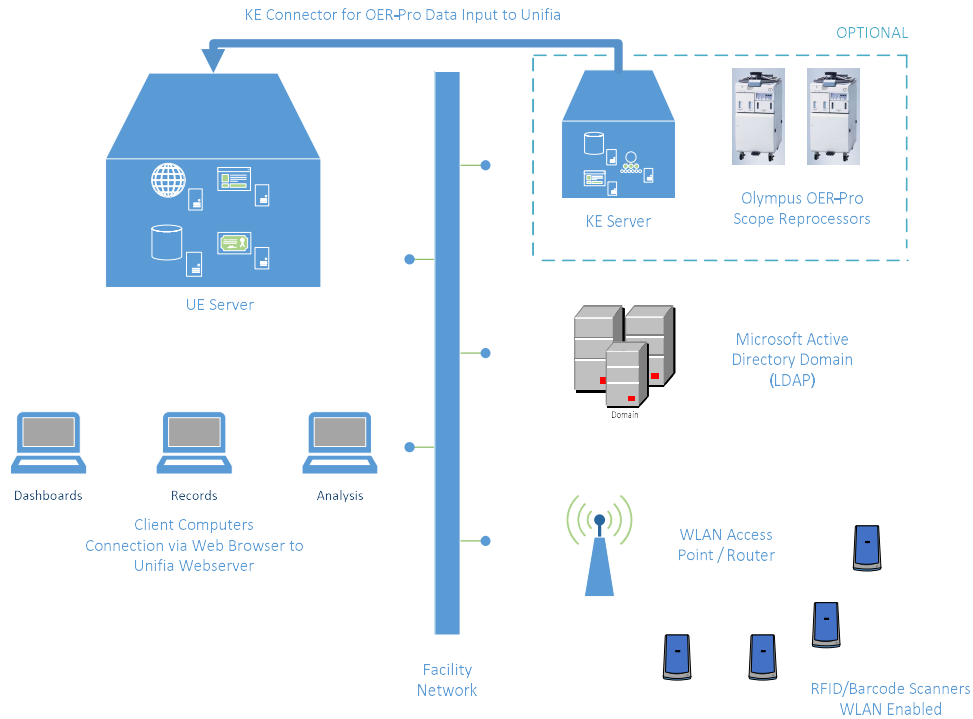 KE Connector for OER-Pro Data Input to Unifia
OPTIONAL
KE Server
Olympus OER-Pro
Scope Reprocessors
UE Server
Microsoft Active
Directory Domain
(LDAP)
Domain
Dashboards
Records
Analysis
Client Computers
Connection via Web Browser to
Unifia Webserver
WLAN Access
Point / Router
Facility
Network
RFID/Barcode Scanners
WLAN Enabled